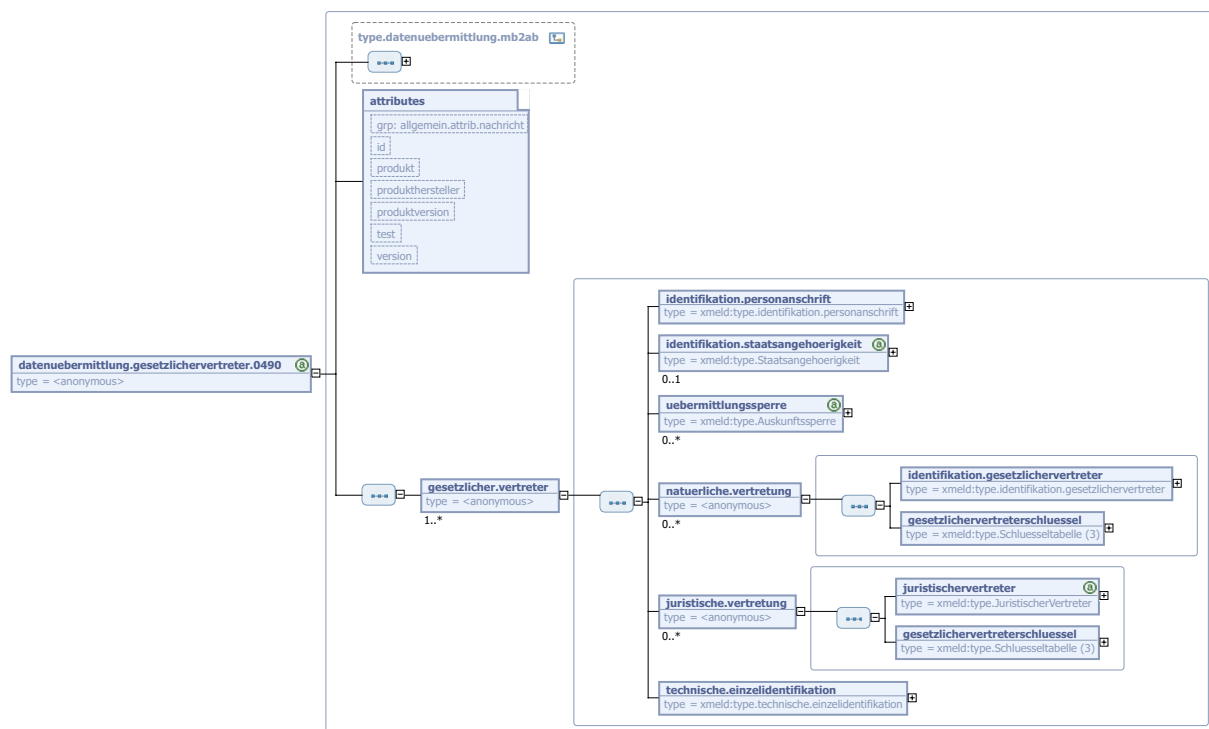 type.datenuebermittlung.mb2ab
attributes
grp: allgemein.attrib.nachricht
id
produkt
produkthersteller
produktversion
test
version
datenuebermittlung.gesetzlichervertreter.0490
type = <anonymous>
gesetzlicher.vertreter
type = <anonymous>
1..*
identifikation.personanschrift
type = xmeld:type.identifikation.personanschrift
identifikation.staatsangehoerigkeit
type = xmeld:type.Staatsangehoerigkeit
0..1
uebermittlungssperre
type = xmeld:type.Auskunftssperre
0..*
natuerliche.vertretung
type = <anonymous>
0..*
identifikation.gesetzlichervertreter
type = xmeld:type.identifikation.gesetzlichervertreter
gesetzlichervertreterschluessel
type = xmeld:type.Schluesseltabelle (3)
juristische.vertretung
type = <anonymous>
0..*
juristischervertreter
type = xmeld:type.JuristischerVertreter
gesetzlichervertreterschluessel
type = xmeld:type.Schluesseltabelle (3)
technische.einzelidentifikation
type = xmeld:type.technische.einzelidentifikation